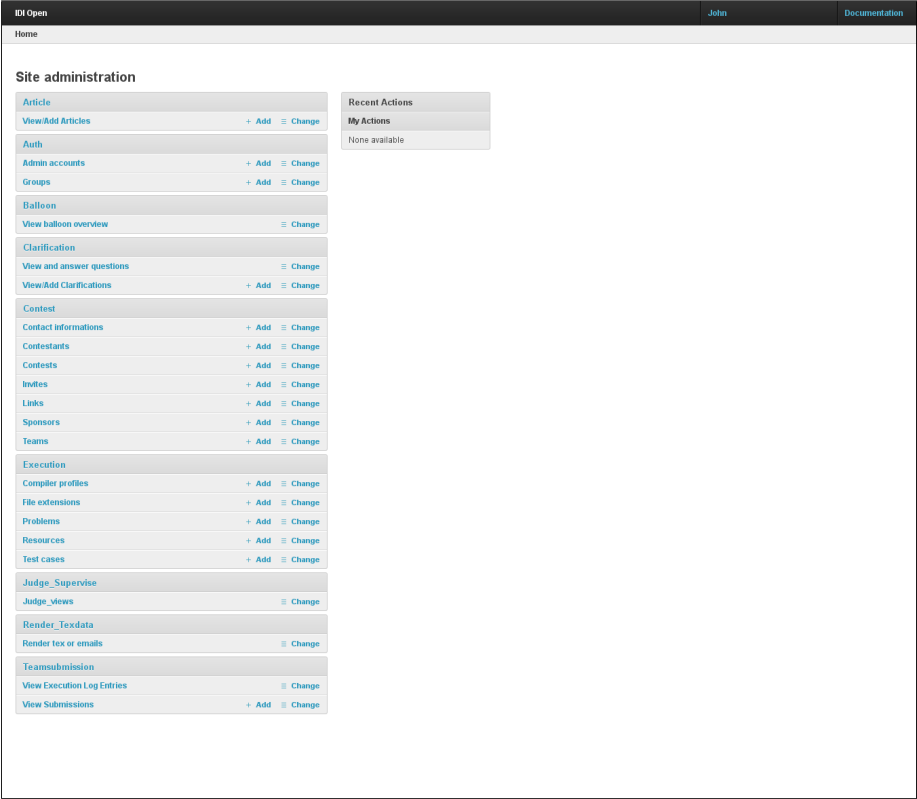 IDI Open John Documentation
Home
Site administration
Article
View/Add Articles + Add Change
Auth
Admin accounts + Add Change
Groups + Add Change
Balloon
View balloon overview Change
Clarification
View and answer questions Change
View/Add Clarifications + Add Change
Contest
Contact informations + Add Change
Contestants + Add Change
Contests + Add Change
Invites + Add Change
Links + Add Change
Sponsors + Add Change
Teams + Add Change
Execution
Compiler profiles + Add Change
File extensions + Add Change
Problems + Add Change
Resources + Add Change
Test cases + Add Change
Judge_Supervise
Judge_views Change
Render_Texdata
Render tex or emails Change
Teamsubmission
View Execution Log Entries Change
View Submissions + Add Change
Recent Actions
My Actions
None available